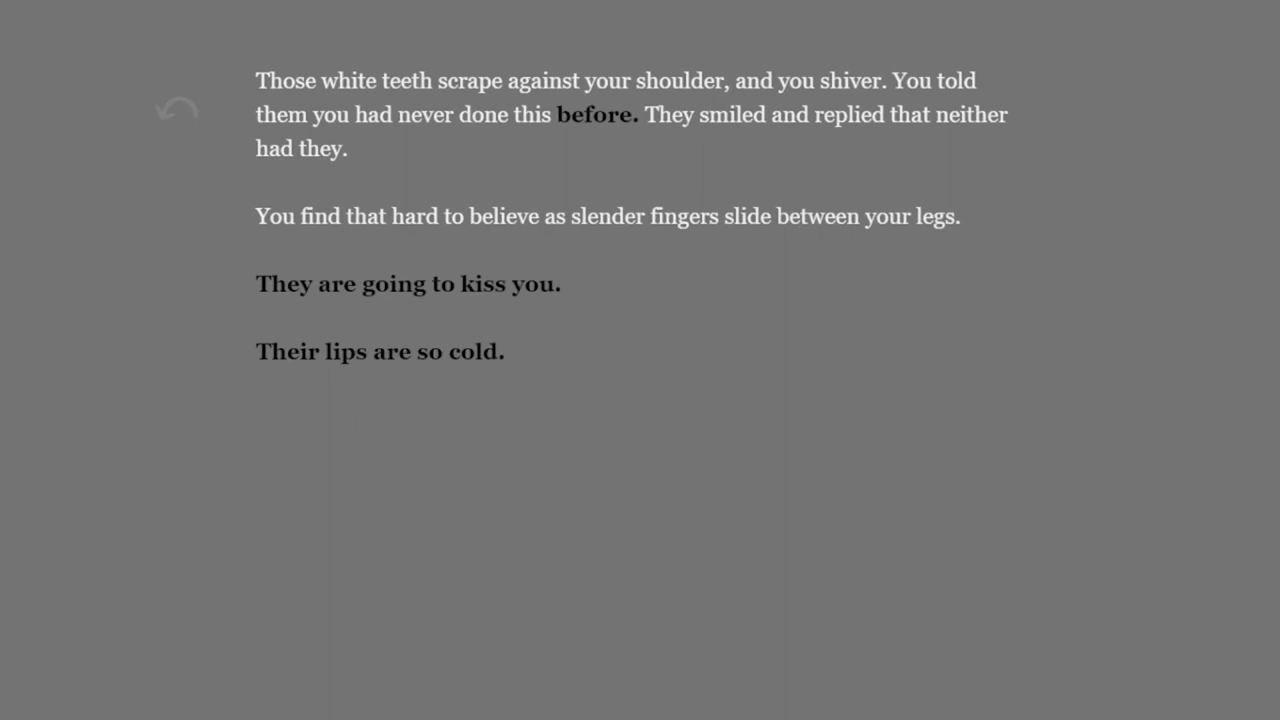 Those white teeth scrape against your shoulder, and you shiver. You told
them you had never done this before. They smiled and replied that neither
had they.
You find that hard to believe as slender fingers slide between your legs.
They are going to kiss you.
Their lips are so cold.